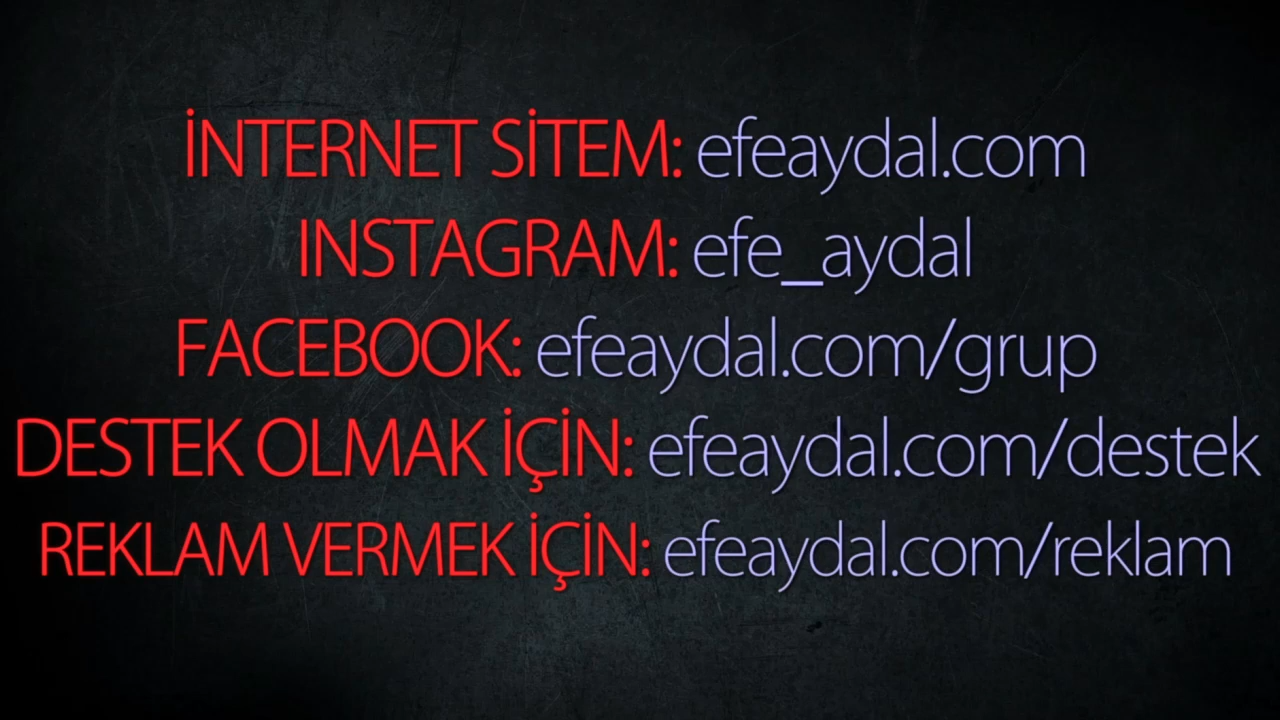 İNTERNET SİTEM: efeaydal.com
INSTAGRAM: efe_aydal
FACEBOOK: efeaydal.com/grup
DESTEK OLMAK İÇİN: efeaydal.com/destek
REKLAM VERMEK İÇİN: efeaydal.com/reklam